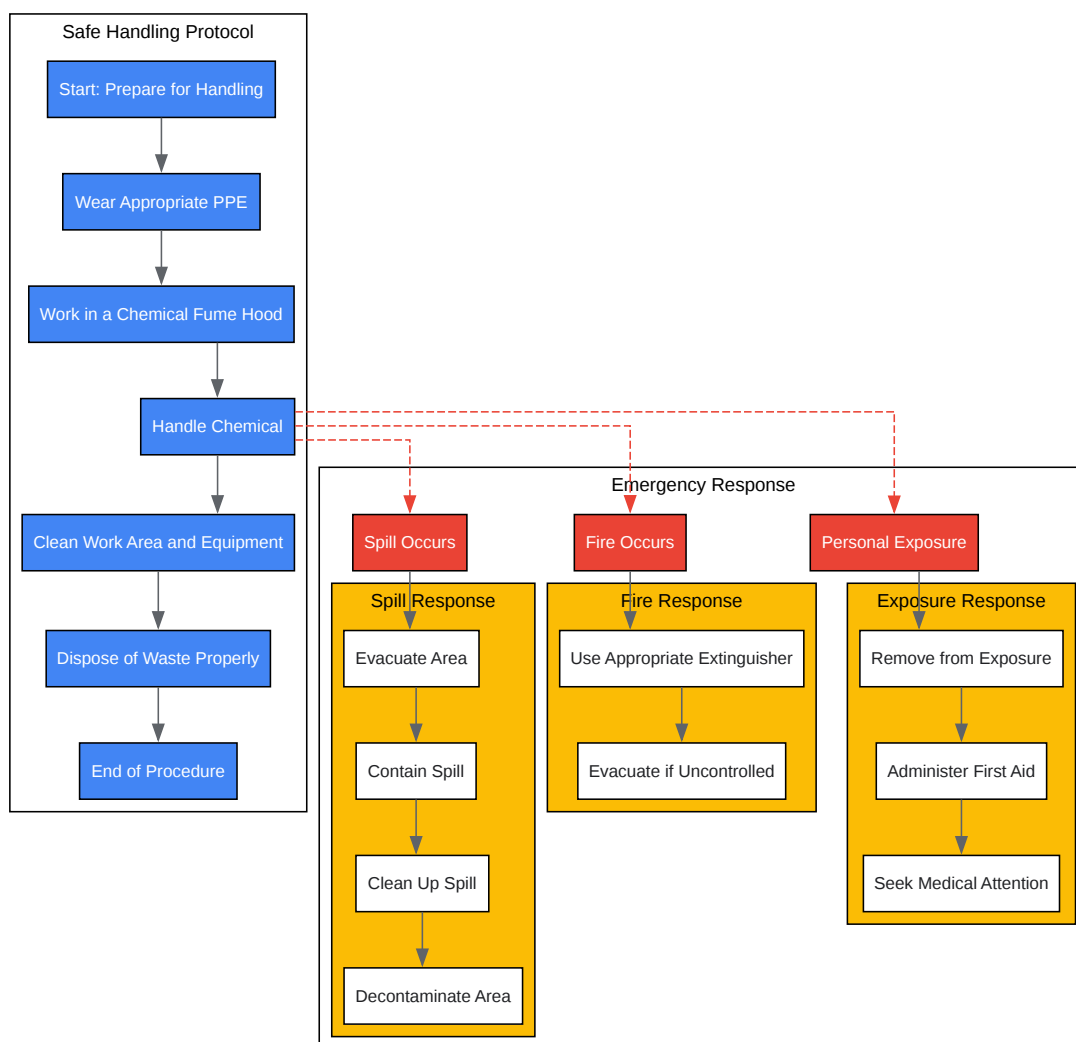 Safe Handling Protocol
Start: Prepare for Handling
Wear Appropriate PPE
Work in a Chemical Fume Hood
Handle Chemical
Clean Work Area and Equipment
Dispose of Waste Properly
End of Procedure
Emergency Response
Spill Occurs
Fire Occurs
Personal Exposure
Spill Response
Evacuate Area
Contain Spill
Clean Up Spill
Decontaminate Area
Fire Response
Use Appropriate Extinguisher
Evacuate if Uncontrolled
Exposure Response
Remove from Exposure
Administer First Aid
Seek Medical Attention